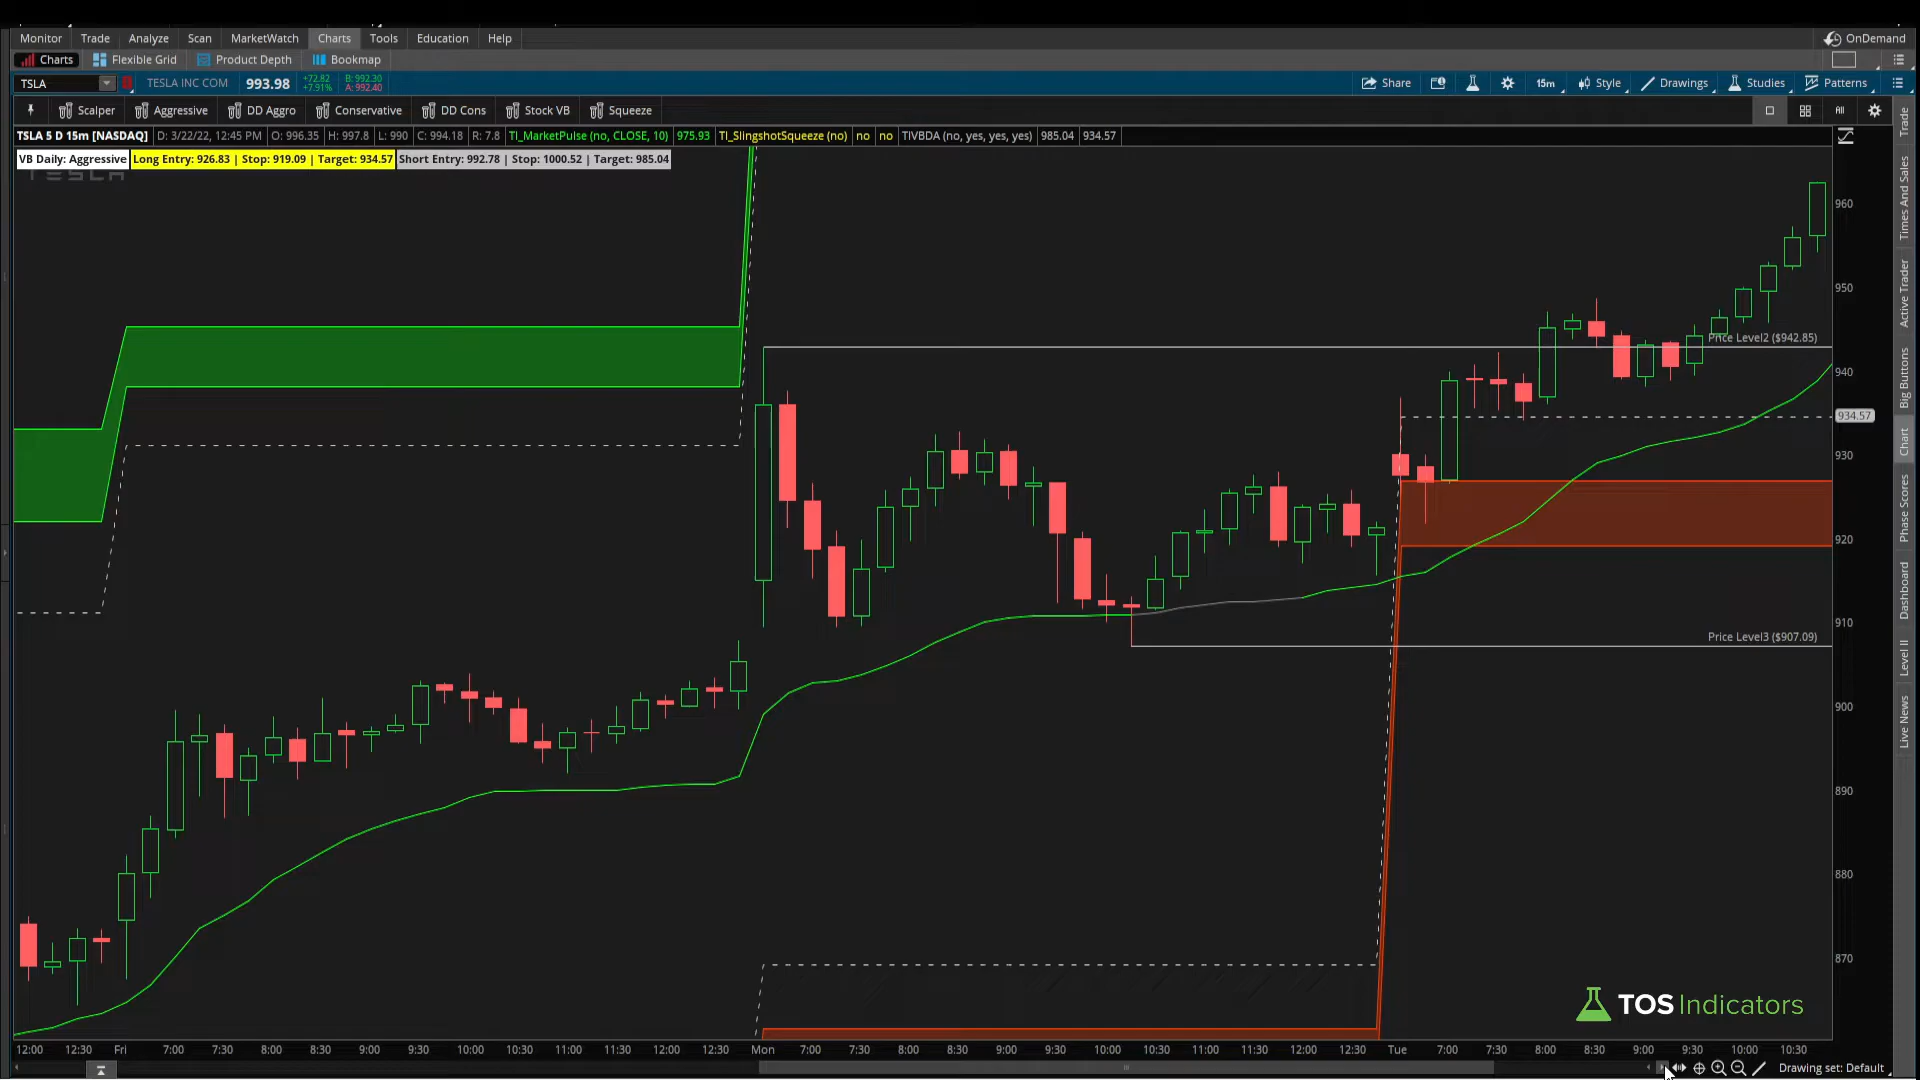 Monitor Trade Analyze Scan MarketWatch Charts Tools Education Help OnDemand
Charts Flexible Grid Product Depth Bookmap
TSLA TESLA INC COM 993.98 +72.82 +7.91% B: 992.30 A: 992.40 Share 15m Style Drawings Studies Patterns
Scalper Aggressive DD Aggro Conservative DD Cons Stock VB Squeeze All
TSLA 5 D 15m [NASDAQ] D: 3/22/22, 12:45 PM O: 996.35 H: 997.8 L: 990 C: 994.18 R: 7.8 TI_MarketPulse (no, CLOSE, 10) 975.93 TI_SlingshotSqueeze (no) no no TIVBDA (no, yes, yes, yes) 985.04 934.57
VB Daily: Aggressive Long Entry: 926.83 | Stop: 919.09 | Target: 934.57 Short Entry: 992.78 | Stop: 1000.52 | Target: 985.04
TESLA
960
950
Price Level2 ($942.85)
940
934.57
930
920
910
Price Level3 ($907.09)
900
890
880
870
TOS Indicators
12:00 12:30 Fri 7:00 7:30 8:00 8:30 9:00 9:30 10:00 10:30 11:00 11:30 12:00 12:30 Mon 7:00 7:30 8:00 8:30 9:00 9:30 10:00 10:30 11:00 11:30 12:00 12:30 Tue 7:00 7:30 8:00 8:30 9:00 9:30 10:00 10:30
Drawing set: Default
Trade
Times And Sales
Active Trader
Big Buttons
Chart
Phase Scores
Dashboard
Level II
Live News